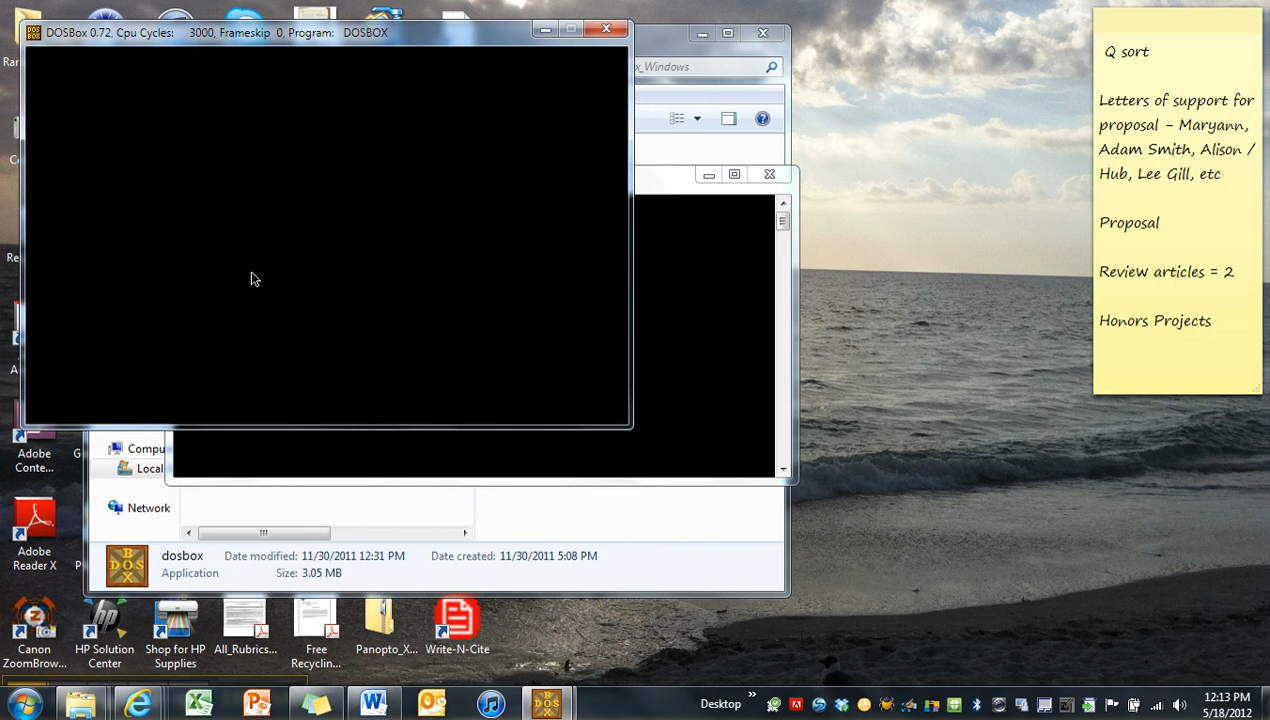 DOSBox 0.72, Cpu Cycles: 3000, Frameskip 0, Program: DOSBOX
x_Windows
Q sort
Letters of support for
proposal - Maryann,
Adam Smith, Alison /
Hub, Lee Gill, etc
Proposal
Review articles = 2
Honors Projects
Compu
Local
Network
dosbox
Date modified: 11/30/2011 12:31 PM
Date created: 11/30/2011 5:08 PM
Application
Size: 3.05 MB
Adobe
Conte...
Adobe
Reader X
Canon
ZoomBrow...
HP Solution
Center
Shop for HP
Supplies
All_Rubrics...
Free
Recyclin...
Panopto_X...
Write-N-Cite
Desktop
12:13 PM
5/18/2012